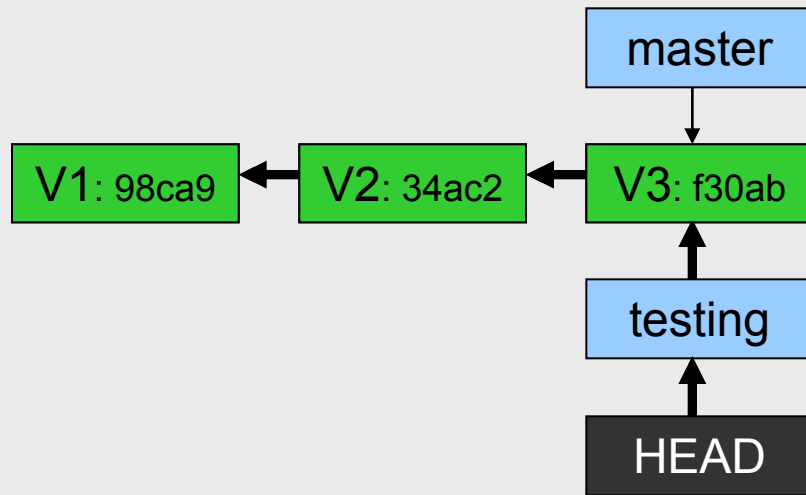 master
V1: 98ca9
V2: 34ac2
V3: f30ab
testing
HEAD